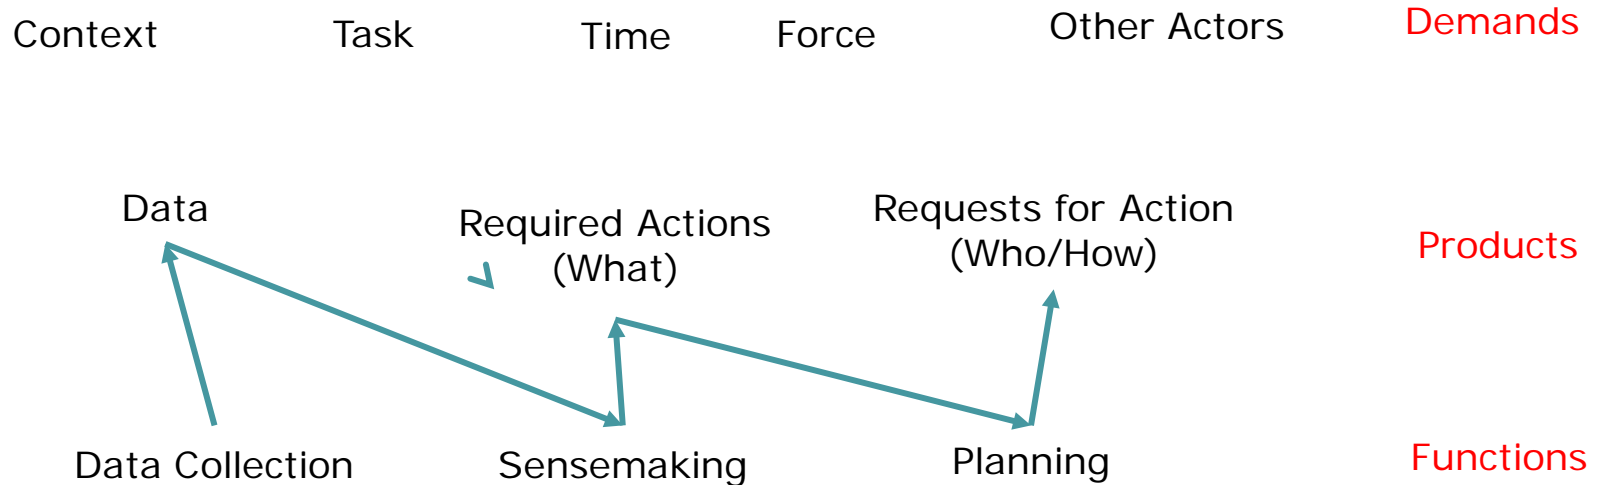 Context Task Time Force Other Actors Demands
Data Required Actions Requests for Action Products
(What) (Who/How)
Data Collection Sensemaking Planning Functions